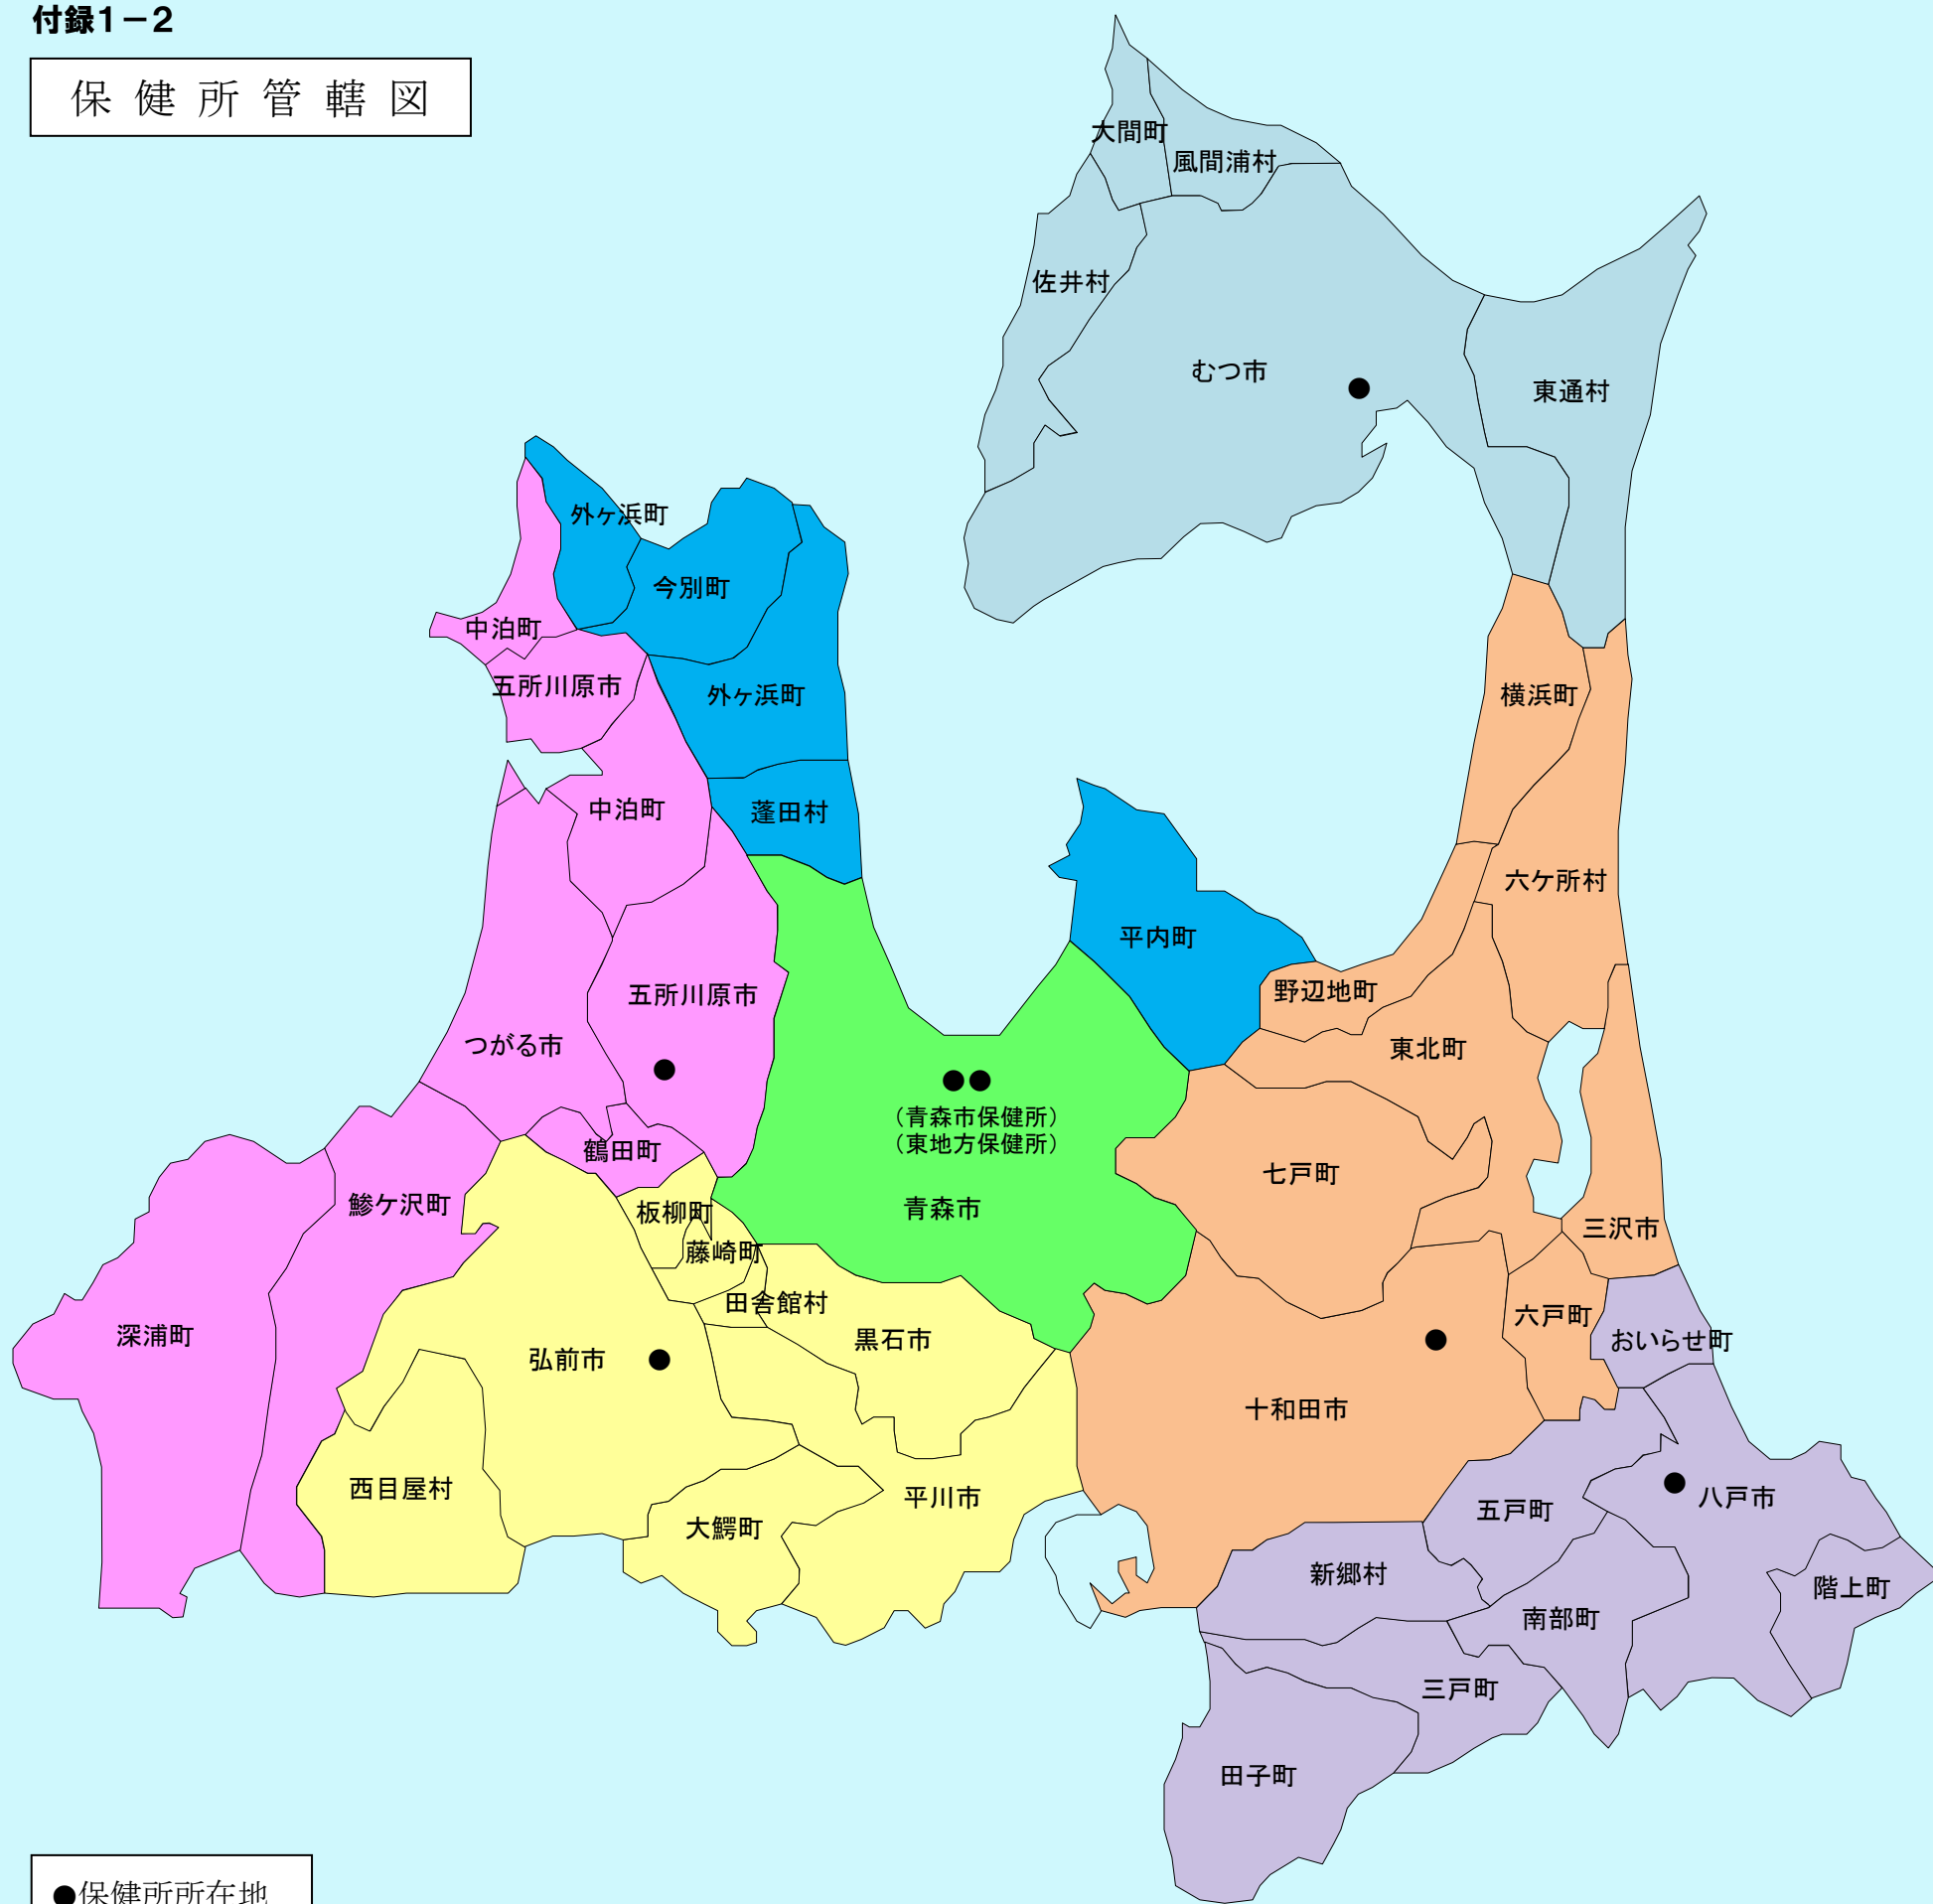 付録1－2
保健所管轄図
大間町
風間浦村
佐井村
むつ市
東通村
外ヶ浜町
今別町
中泊町
五所川原市
外ヶ浜町
横浜町
中泊町
蓬田村
六ケ所村
平内町
野辺地町
五所川原市
つがる市
東北町
（青森市保健所）
（東地方保健所）
鶴田町
七戸町
鰺ケ沢町
板柳町
青森市
三沢市
藤崎町
田舎館村
六戸町
深浦町
黒石市
おいらせ町
弘前市
十和田市
西目屋村
平川市
八戸市
五戸町
大鰐町
新郷村
階上町
南部町
三戸町
田子町
●保健所所在地